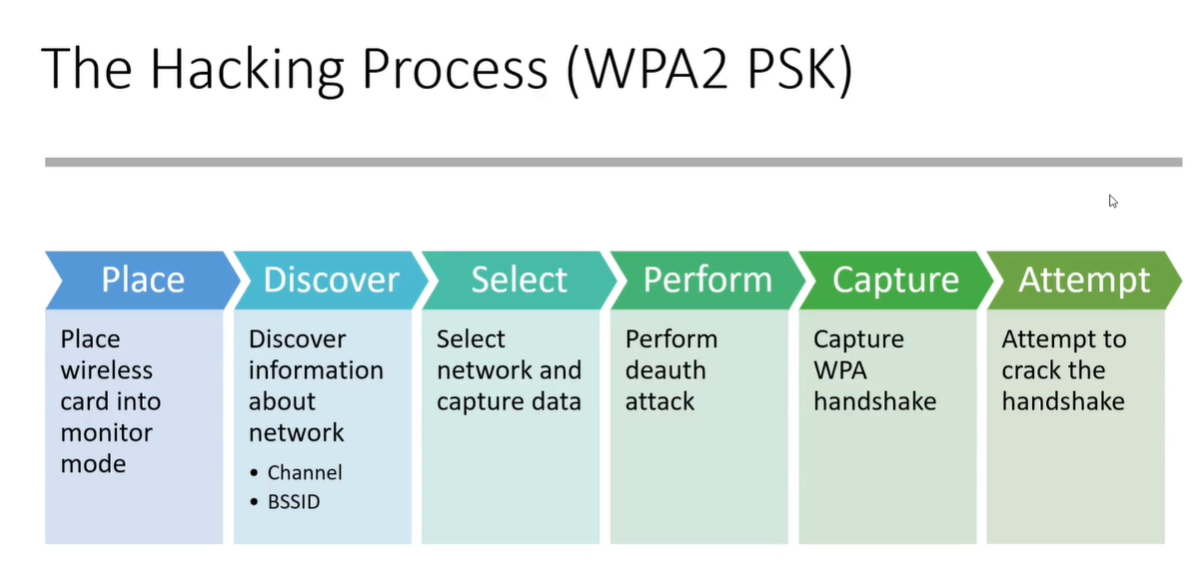 The Hacking Process (WPA2 PSK)
Place
Place
wireless
card into
monitor
mode
Discover
Discover
information
about
network
• Channel
• BSSID
Select
Select
network and
capture data
Perform
Perform
deauth
attack
Capture
Capture
WPA
handshake
Attempt
Attempt to
crack the
handshake